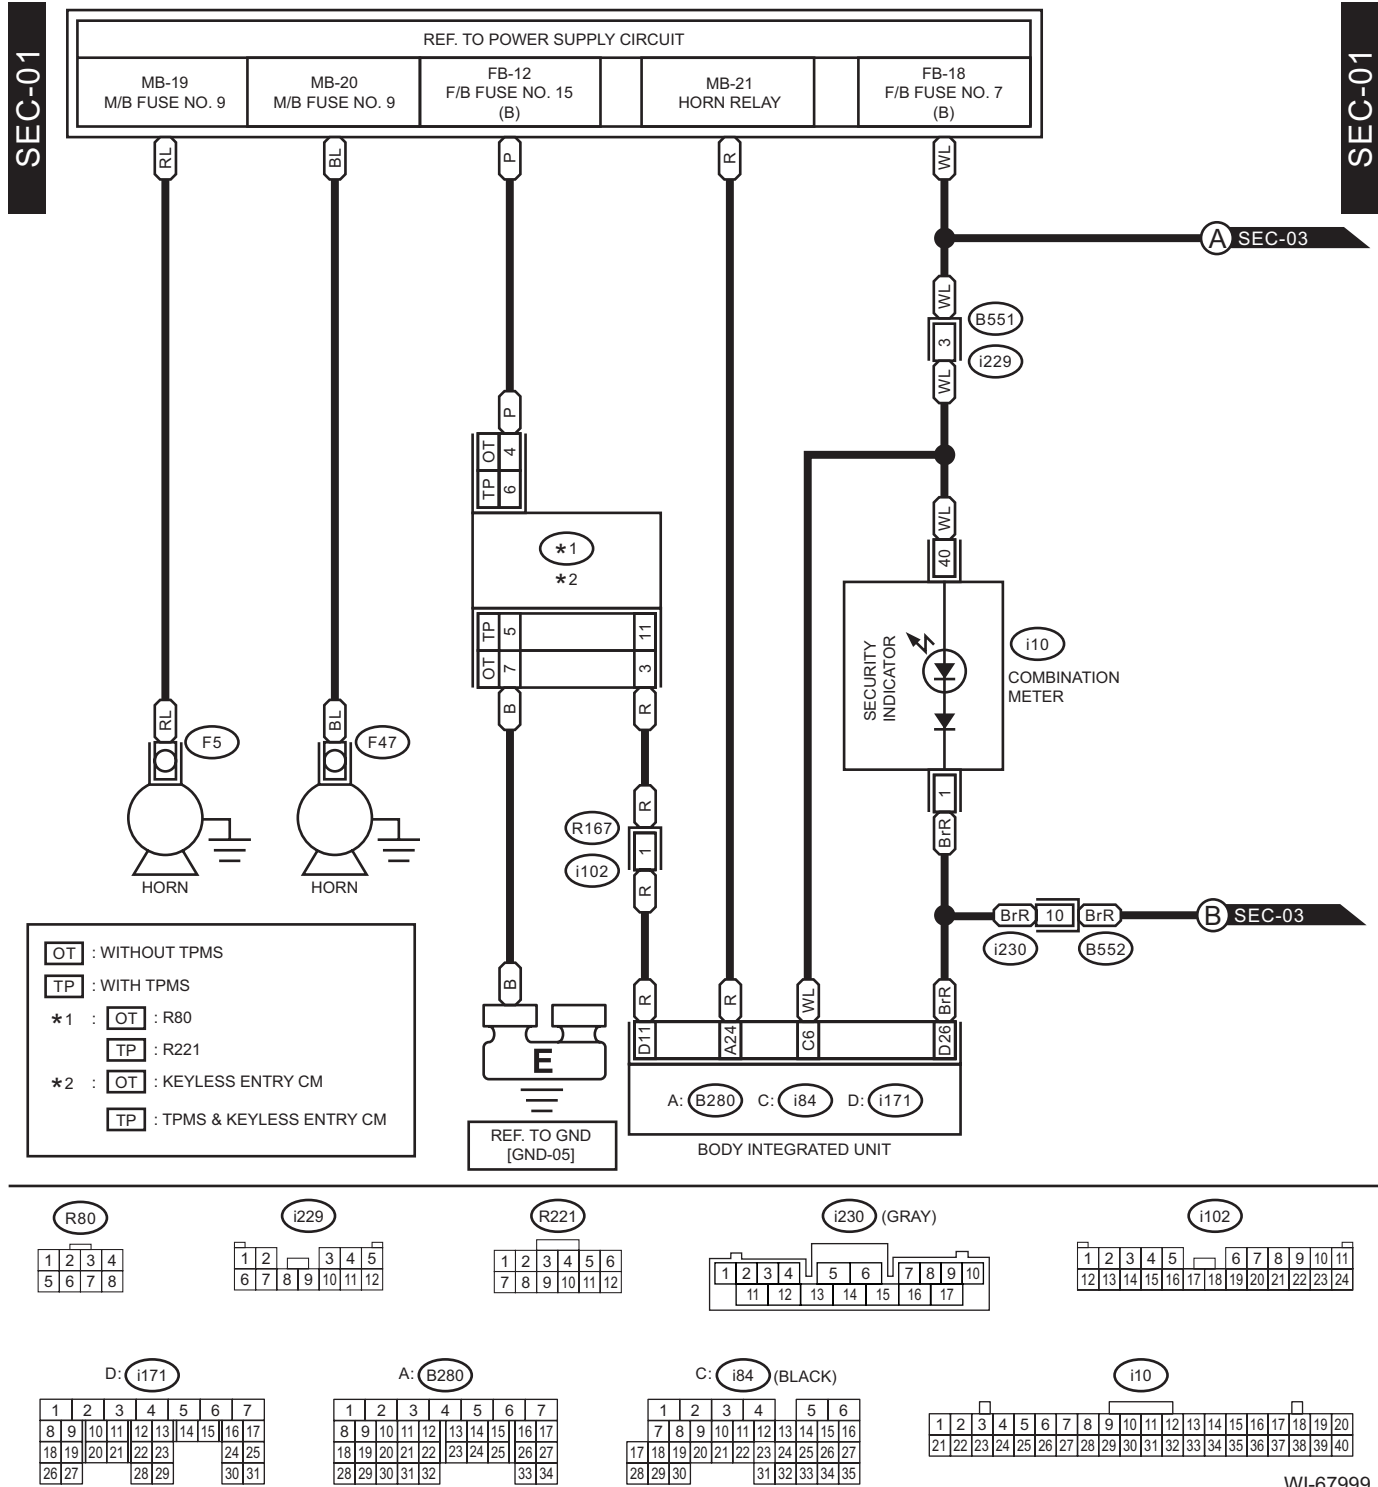 SEC-01
SEC-01
REF. TO POWER SUPPLY CIRCUIT
MB-19
M/B FUSE NO. 9
MB-20
M/B FUSE NO. 9
FB-12
F/B FUSE NO. 15
(B)
MB-21
HORN RELAY
FB-18
F/B FUSE NO. 7
(B)
RL
BL
P
R
WL
A SEC-03
WL
B551
3
i229
WL
P
OT 4
TP 6
WL
40
*1
*2
TP 5 11
OT 7 3
SECURITY
INDICATOR
i10
COMBINATION
METER
B
R
RL
BL
F5
F47
1
R
BrR
R167
1
i102
R
HORN
HORN
BrR 10 BrR
B SEC-03
i230
B552
OT : WITHOUT TPMS
TP : WITH TPMS
*1 : OT : R80
TP : R221
*2 : OT : KEYLESS ENTRY CM
TP : TPMS & KEYLESS ENTRY CM
B
R
R
WL
BrR
D11
A24
C6
D26
E
A: B280 C: i84 D: i171
REF. TO GND
[GND-05]
BODY INTEGRATED UNIT
R80
1 2 3 4
5 6 7 8
i229
1 2 3 4 5
6 7 8 9 10 11 12
R221
1 2 3 4 5 6
7 8 9 10 11 12
i230 (GRAY)
1 2 3 4 5 6 7 8 9 10
11 12 13 14 15 16 17
i102
1 2 3 4 5 6 7 8 9 10 11
12 13 14 15 16 17 18 19 20 21 22 23 24
D: i171
1 2 3 4 5 6 7
8 9 10 11 12 13 14 15 16 17
18 19 20 21 22 23 24 25
26 27 28 29 30 31
A: B280
1 2 3 4 5 6 7
8 9 10 11 12 13 14 15 16 17
18 19 20 21 22 23 24 25 26 27
28 29 30 31 32 33 34
C: i84 (BLACK)
1 2 3 4 5 6
7 8 9 10 11 12 13 14 15 16
17 18 19 20 21 22 23 24 25 26 27
28 29 30 31 32 33 34 35
i10
1 2 3 4 5 6 7 8 9 10 11 12 13 14 15 16 17 18 19 20
21 22 23 24 25 26 27 28 29 30 31 32 33 34 35 36 37 38 39 40
WI-67999